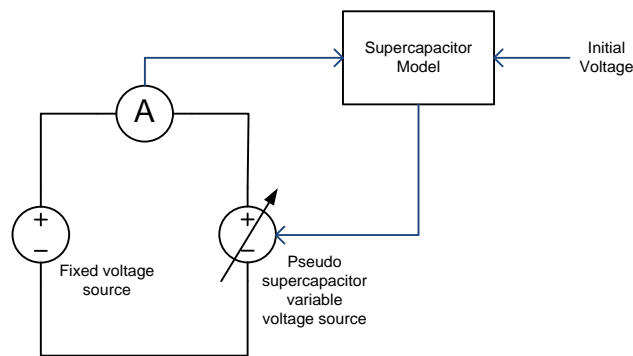 Supercapacitor
Model
Initial
Voltage
A
+
−
Fixed voltage
source
+
−
Pseudo
supercapacitor
variable
voltage source